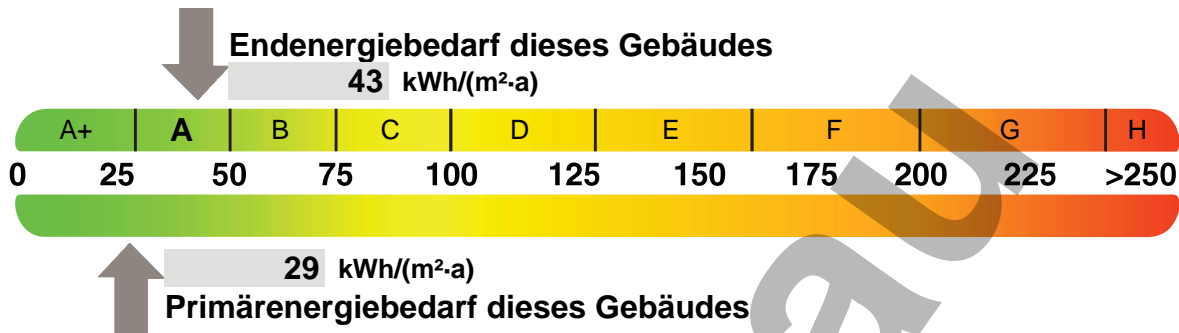 Endenergiebedarf dieses Gebäudes
43 kWh/(m²·a)
A+ A B C D E F G H
0 25 50 75 100 125 150 175 200 225 >250
29 kWh/(m²·a)
Primärenergiebedarf dieses Gebäudes
au